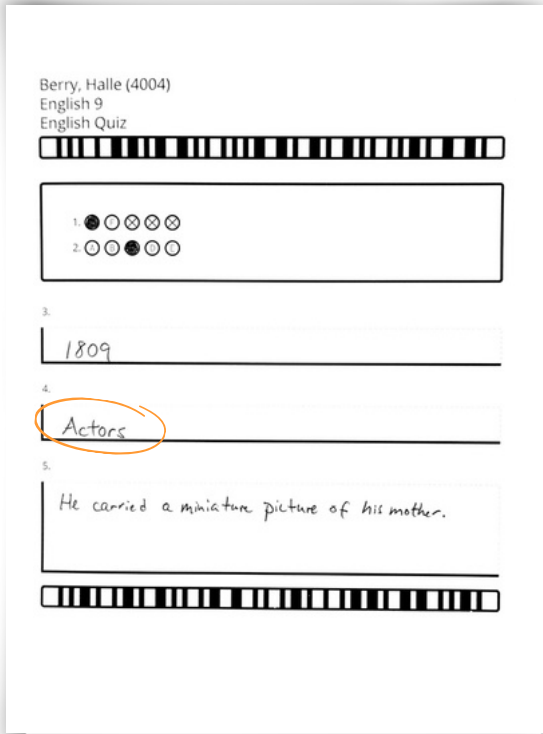 Berry, Halle (4004)
English 9
English Quiz
1. F
2. A B D E
3.
1809
4.
Actors
5.
He carried a miniature picture of his mother.